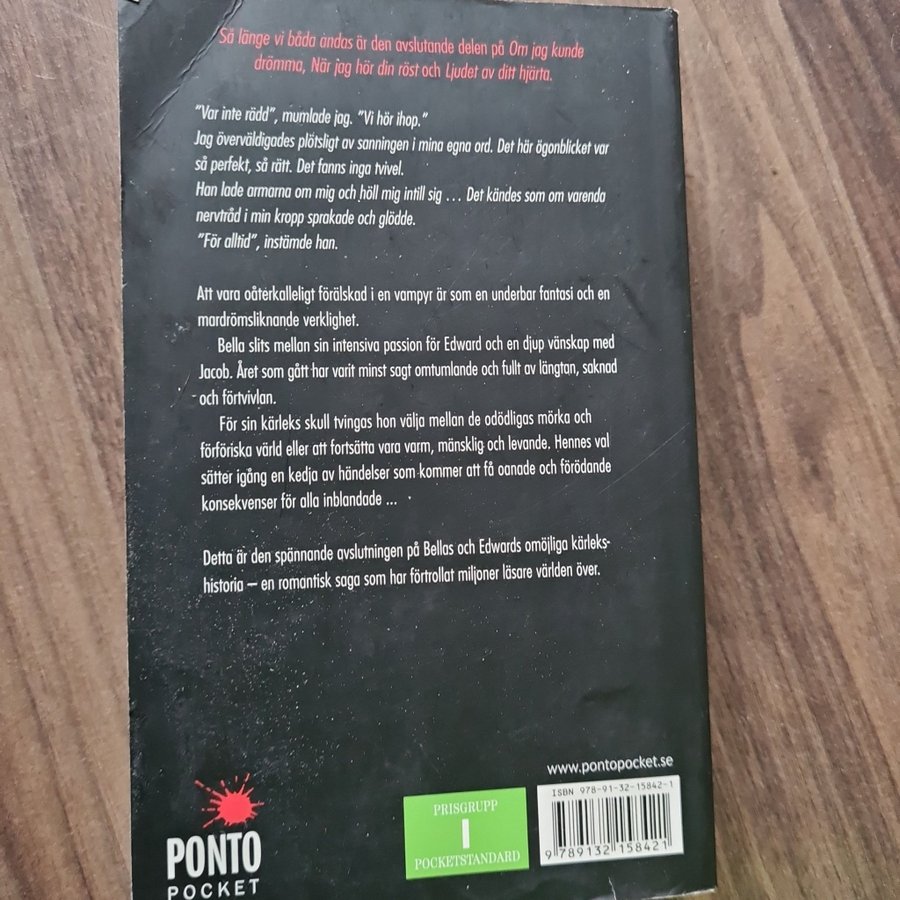 Så länge vi båda andas är den avslutande delen på Om jag kunde
drömma, När jag hör din röst och Ljudet av ditt hjärta.
"Var inte rädd", mumlade jag. "Vi hör ihop."
Jag överväldigades plötsligt av sanningen i mina egna ord. Det här ögonblicket var
så perfekt, så rätt. Det fanns inga tvivel.
Han lade armarna om mig och höll mig intill sig ... Det kändes som om varenda
nervtråd i min kropp sprakade och glödde.
"För alltid", instämde han.
Att vara oåterkalleligt förälskad i en vampyr är som en underbar fantasi och en
mardrömsliknande verklighet.
Bella slits mellan sin intensiva passion för Edward och en djup vänskap med
Jacob. Året som gått har varit minst sagt omtumlande och fullt av längtan, saknad
och förtvivlan.
För sin kärleks skull tvingas hon välja mellan de odödligas mörka och
förföriska värld eller att fortsätta vara varm, mänsklig och levande. Hennes val
sätter igång en kedja av händelser som kommer att få oanade och förödande
konsekvenser för alla inblandade ...
Detta är den spännande avslutningen på Bellas och Edwards omöjliga kärleks-
historia – en romantisk saga som har förtrollat miljoner läsare världen över.
www.pontopocket.se
ISBN 978-91-32-15842-1
9 789132 158421
PRISGRUPP
I
POCKETSTANDARD
PONTO
POCKET